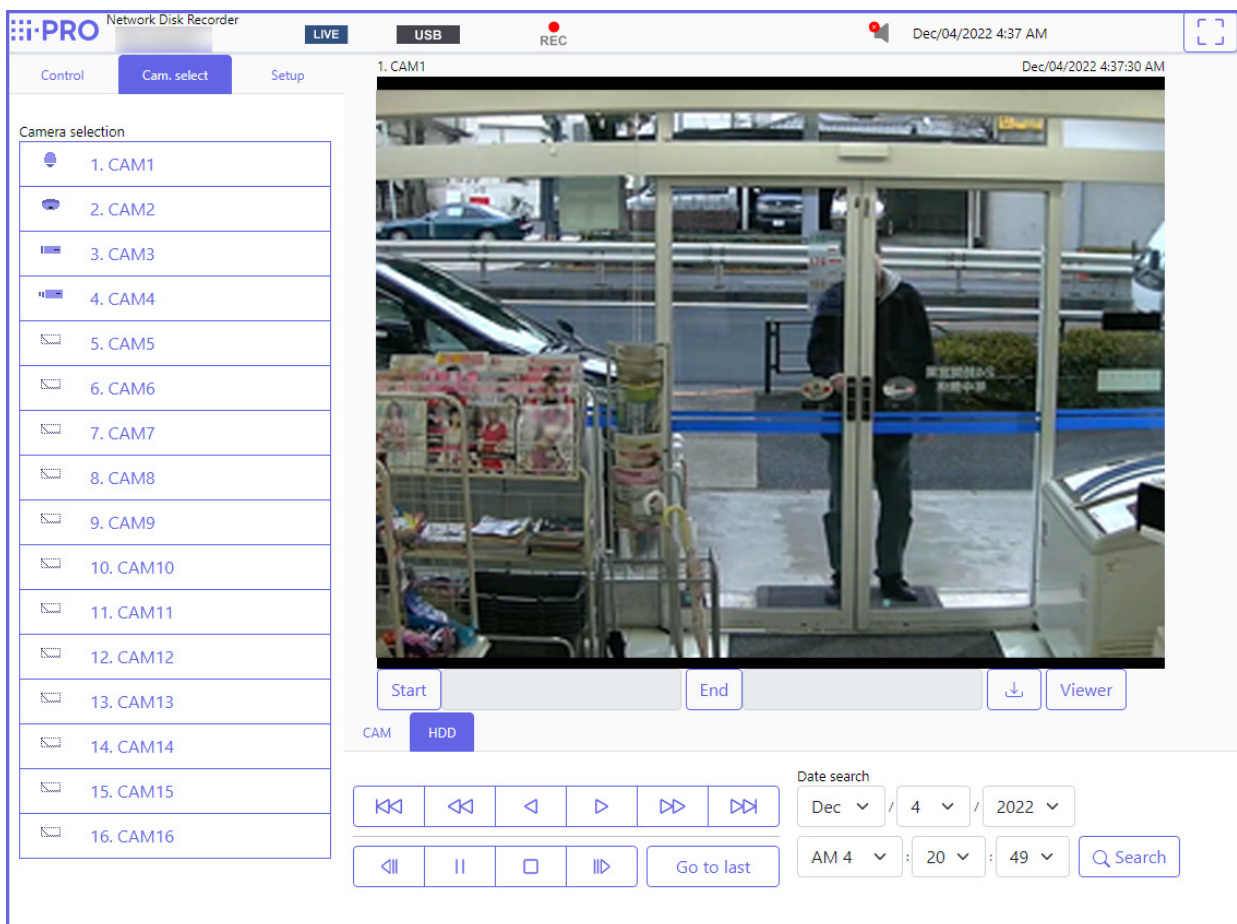 i-PRO Network Disk Recorder
LIVE
USB
REC
Dec/04/2022 4:37 AM
Control
Cam. select
Setup
1. CAM1
Dec/04/2022 4:37:30 AM
Camera selection
1. CAM1
2. CAM2
3. CAM3
4. CAM4
5. CAM5
6. CAM6
7. CAM7
8. CAM8
9. CAM9
10. CAM10
11. CAM11
12. CAM12
13. CAM13
14. CAM14
15. CAM15
16. CAM16
Start
End
Viewer
CAM
HDD
Date search
Dec / 4 / 2022
AM 4 : 20 : 49
Search
Go to last